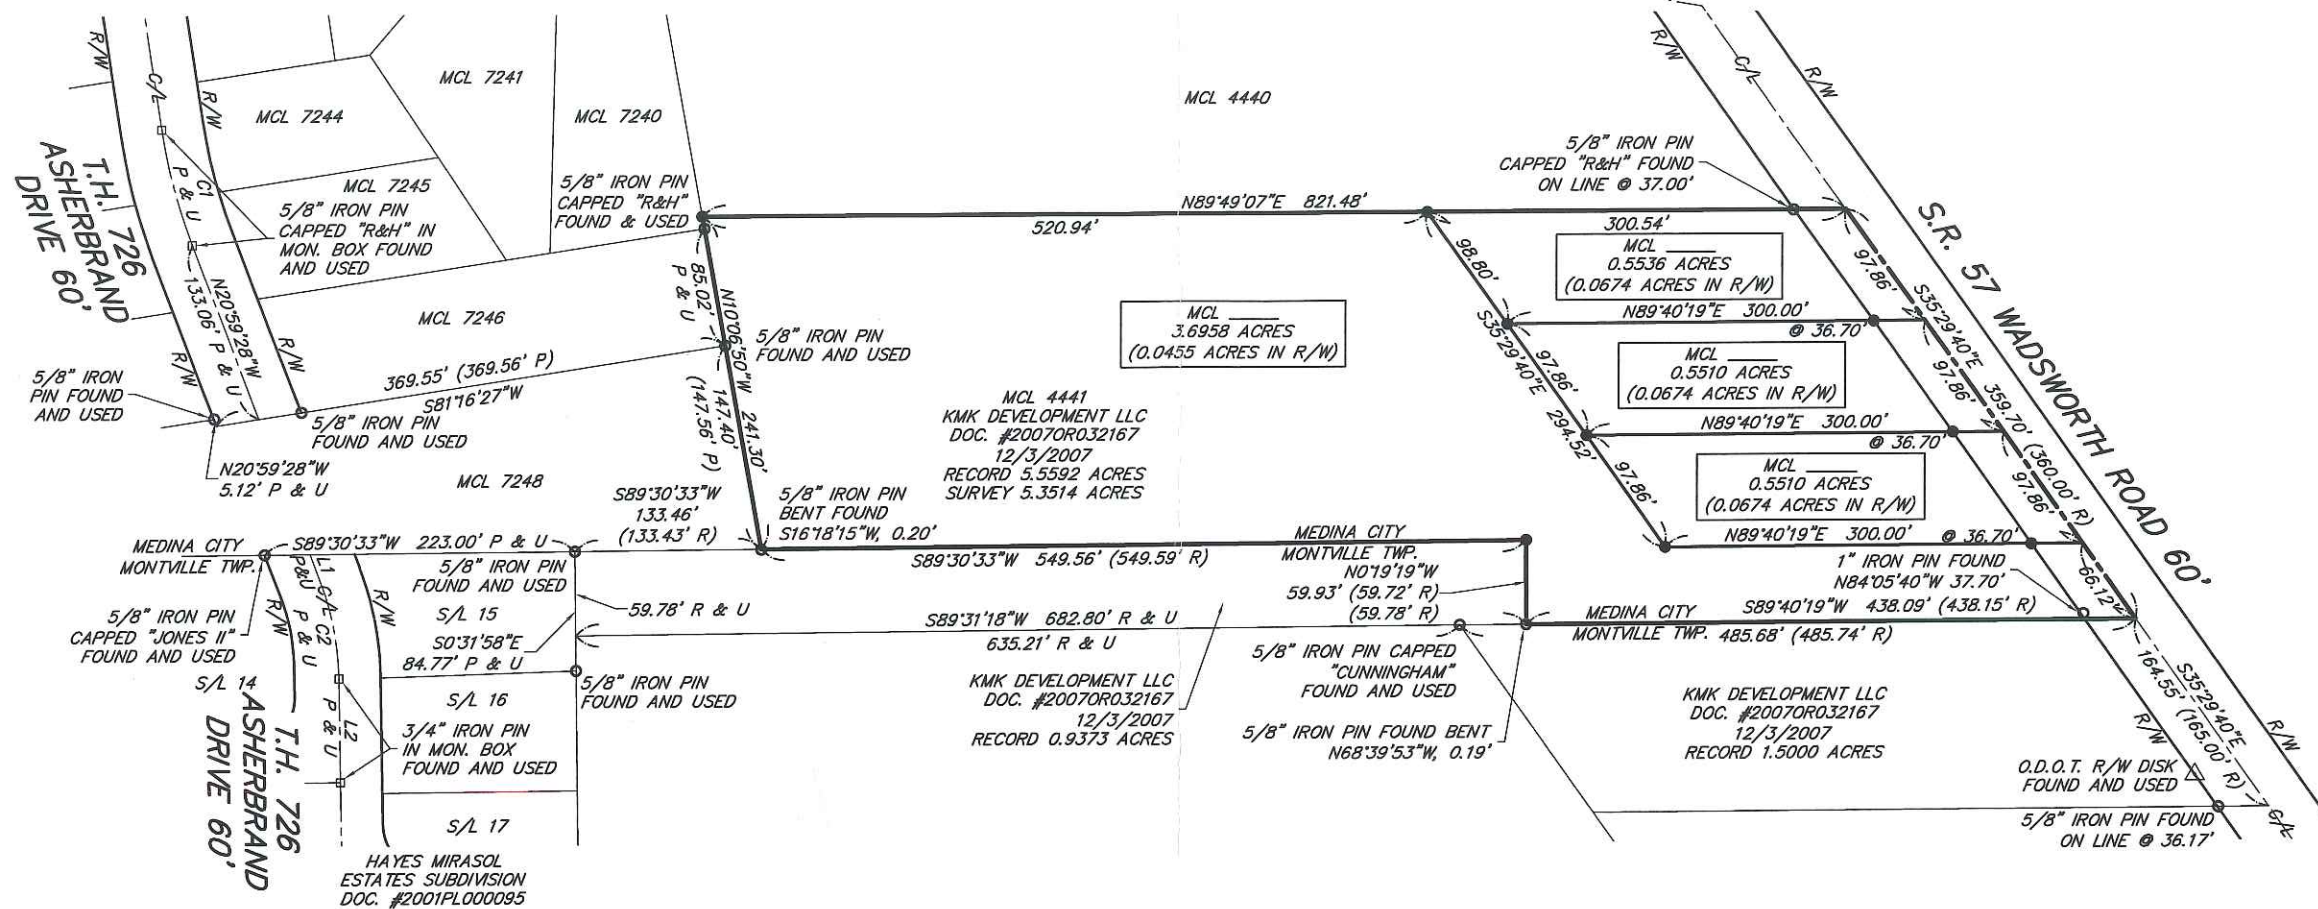 R/W
C/L
R/W
MCL 7241
MCL 7244
MCL 7240
MCL 4440
R/W
C/L
R/W
T.H. 726
ASHERBRAND
DRIVE 60'
C1
P & U
MCL 7245
5/8" IRON PIN
CAPPED "R&H" IN
MON. BOX FOUND
AND USED
5/8" IRON PIN
CAPPED "R&H"
FOUND & USED
5/8" IRON PIN
CAPPED "R&H" FOUND
ON LINE @ 37.00'
N89°49'07"E 821.48'
520.94'
300.54'
S.R. 57 WADSWORTH ROAD 60'
N20°59'28"W
133.06' P & U
R/W
R/W
MCL 7246
85.02'
P & U
N10°06'50"W 241.30'
147.40'
(147.56' P)
5/8" IRON PIN
FOUND AND USED
MCL ____
3.6958 ACRES
(0.0455 ACRES IN R/W)
98.80'
MCL ____
0.5536 ACRES
(0.0674 ACRES IN R/W)
97.86'
N89°40'19"E 300.00'
@ 36.70'
S35°29'40"E 294.52'
97.86'
S35°29'40"E 359.70' (360.00' R)
MCL ____
0.5510 ACRES
(0.0674 ACRES IN R/W)
97.86'
N89°40'19"E 300.00'
@ 36.70'
97.86'
MCL ____
0.5510 ACRES
(0.0674 ACRES IN R/W)
97.86'
N89°40'19"E 300.00' @ 36.70'
5/8" IRON
PIN FOUND
AND USED
369.55' (369.56' P)
S81°16'27"W
5/8" IRON PIN
FOUND AND USED
N20°59'28"W
5.12' P & U
MCL 7248
MCL 4441
KMK DEVELOPMENT LLC
DOC. #2007OR032167
12/3/2007
RECORD 5.5592 ACRES
SURVEY 5.3514 ACRES
S89°30'33"W
133.46'
(133.43' R)
5/8" IRON PIN
BENT FOUND
S16°18'15"W, 0.20'
MEDINA CITY
MONTVILLE TWP.
S89°30'33"W 223.00' P & U
S89°30'33"W 549.56' (549.59' R)
MEDINA CITY
MONTVILLE TWP.
N0°19'19"W
59.93' (59.72' R)
(59.78' R)
1" IRON PIN FOUND
N84°05'40"W 37.70'
66.12'
L1 C/L C2
P&U P & U
R/W
R/W
5/8" IRON PIN
FOUND AND USED
S/L 15
59.78' R & U
S0°31'58"E
84.77' P & U
S89°31'18"W 682.80' R & U
635.21' R & U
MEDINA CITY
MONTVILLE TWP.
S89°40'19"W 438.09' (438.15' R)
485.68' (485.74' R)
5/8" IRON PIN
CAPPED "JONES II"
FOUND AND USED
S/L 14
S/L 16
5/8" IRON PIN
FOUND AND USED
L2
P & U
3/4" IRON PIN
IN MON. BOX
FOUND AND USED
T.H. 726
ASHERBRAND
DRIVE 60'
KMK DEVELOPMENT LLC
DOC. #2007OR032167
12/3/2007
RECORD 0.9373 ACRES
5/8" IRON PIN CAPPED
"CUNNINGHAM"
FOUND AND USED
5/8" IRON PIN FOUND BENT
N68°39'53"W, 0.19'
KMK DEVELOPMENT LLC
DOC. #2007OR032167
12/3/2007
RECORD 1.5000 ACRES
S35°29'40"E
164.55' (165.00' R)
R/W
R/W
O.D.O.T. R/W DISK
FOUND AND USED
5/8" IRON PIN FOUND
ON LINE @ 36.17'
C/L
S/L 17
HAYES MIRASOL
ESTATES SUBDIVISION
DOC. #2001PL000095